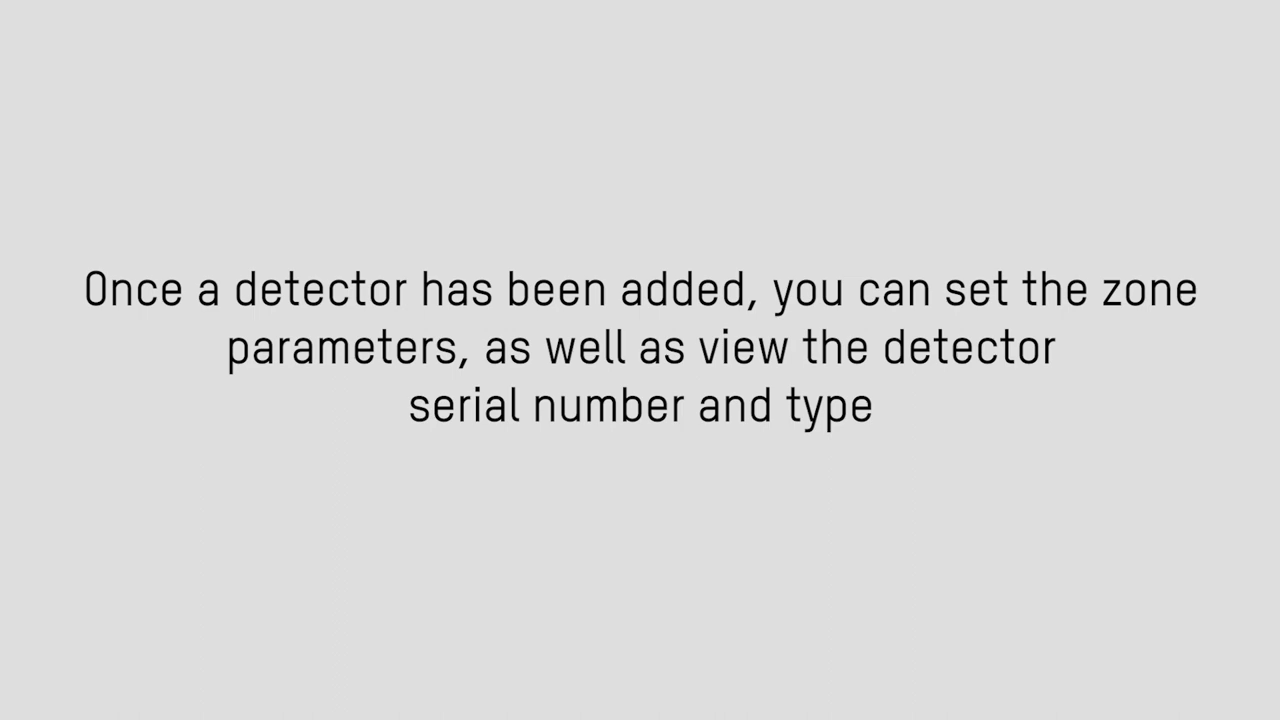 Once a detector has been added, you can set the zone
parameters, as well as view the detector
serial number and type